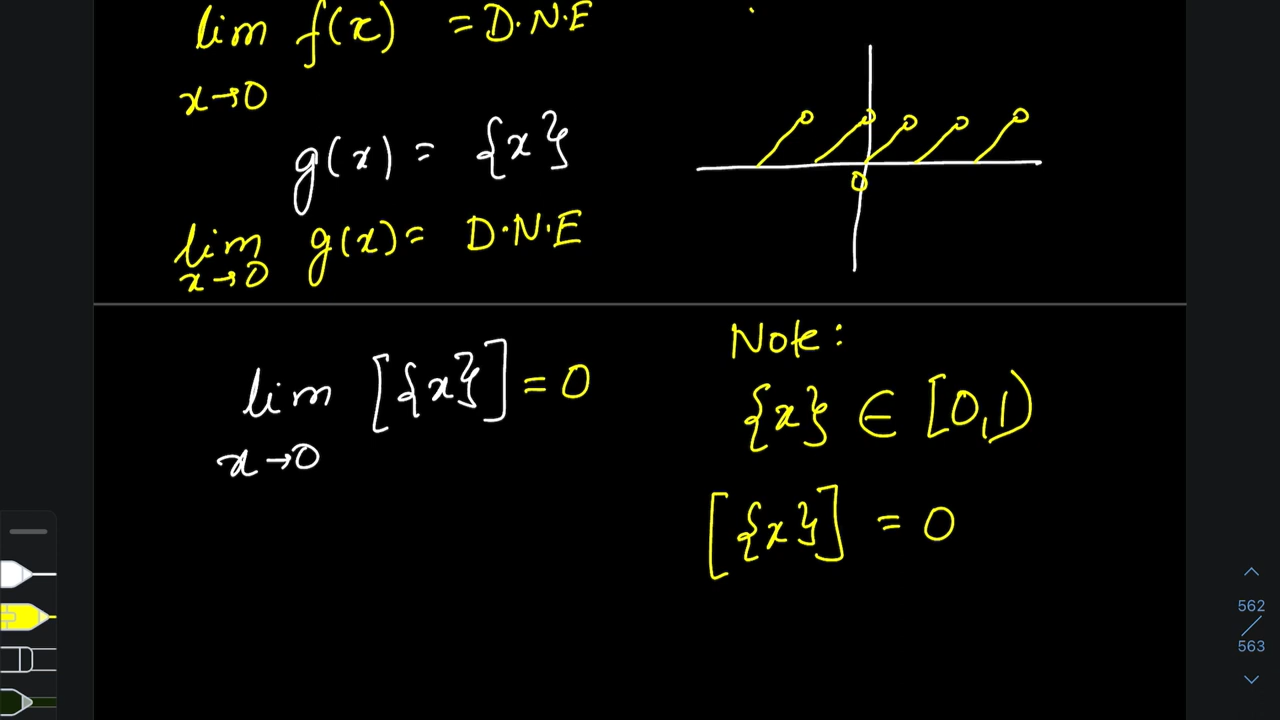 lim f(x) = D.N.E
x→0
g(x) = {x}
lim g(x) = D.N.E
x→0
0
lim [{x}] = 0
x→0
Note:
{x} ∈ [0,1)
[{x}] = 0
562
/
563